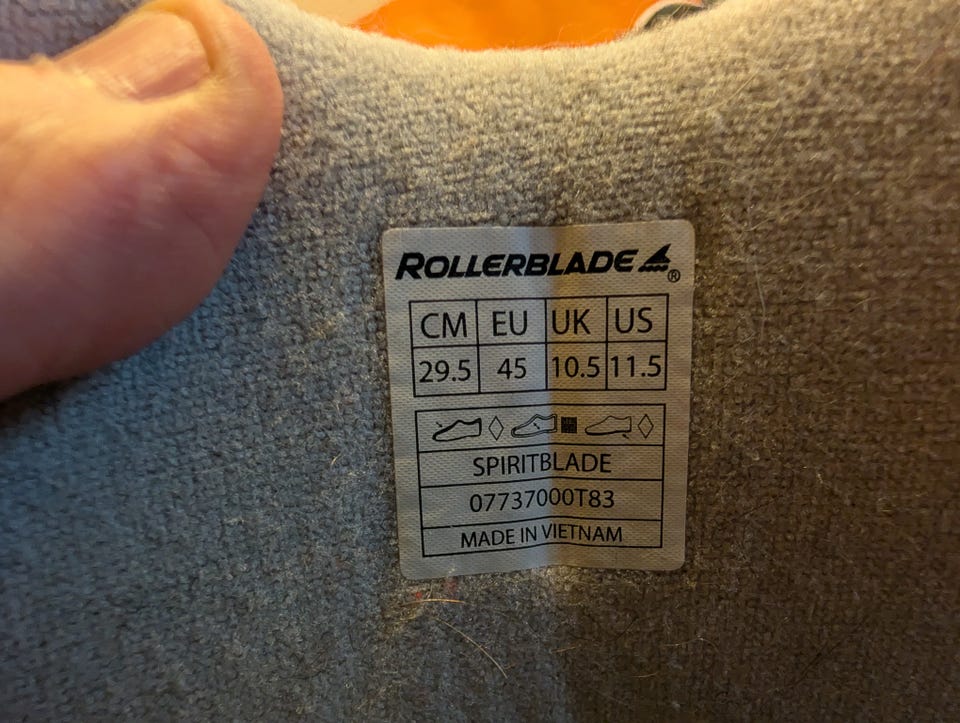 ROLLERBLADE ®
CM EU UK US
29.5 45 10.5 11.5
SPIRITBLADE
07737000T83
MADE IN VIETNAM